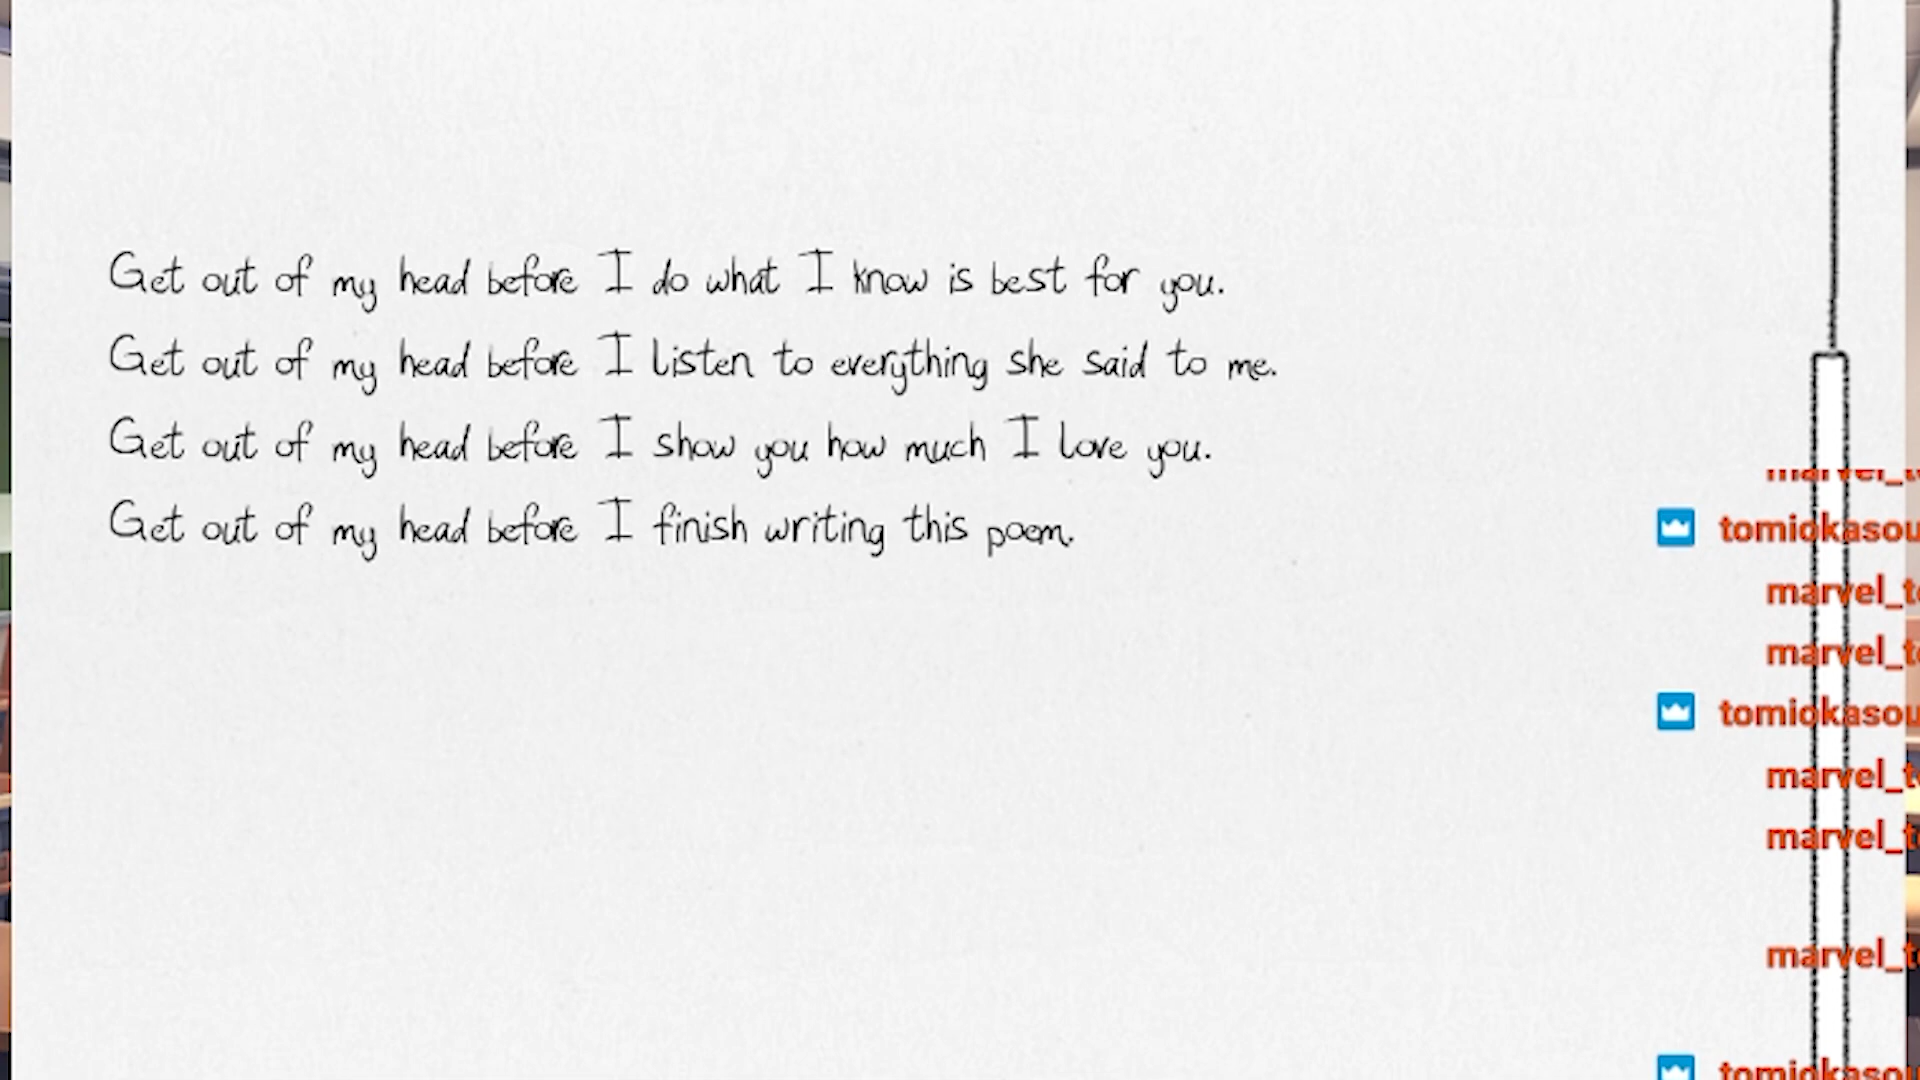 Get out of my head before I do what I know is best for you.
Get out of my head before I listen to everything she said to me.
Get out of my head before I show you how much I love you.
Get out of my head before I finish writing this poem.
tomiokasou
marvel_t
marvel_t
tomiokasou
marvel_t
marvel_t
marvel_t
tomiokasou